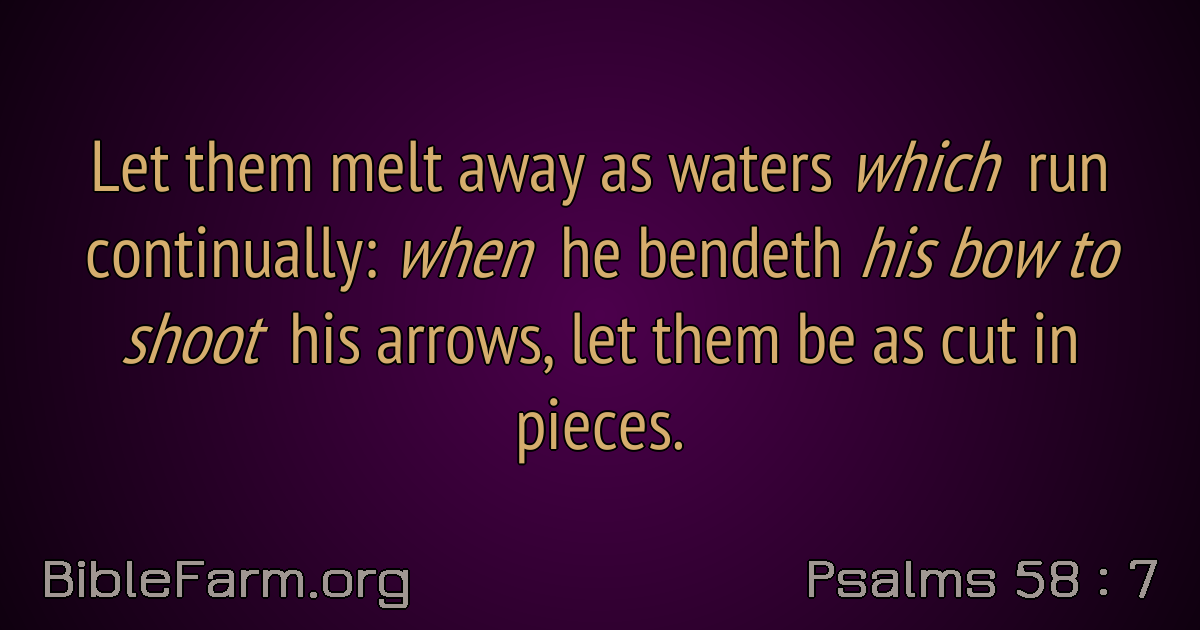 Let them melt away as waters which run
continually: when he bendeth his bow to
shoot his arrows, let them be as cut in
pieces.
BibleFarm.org
Psalms 58 : 7